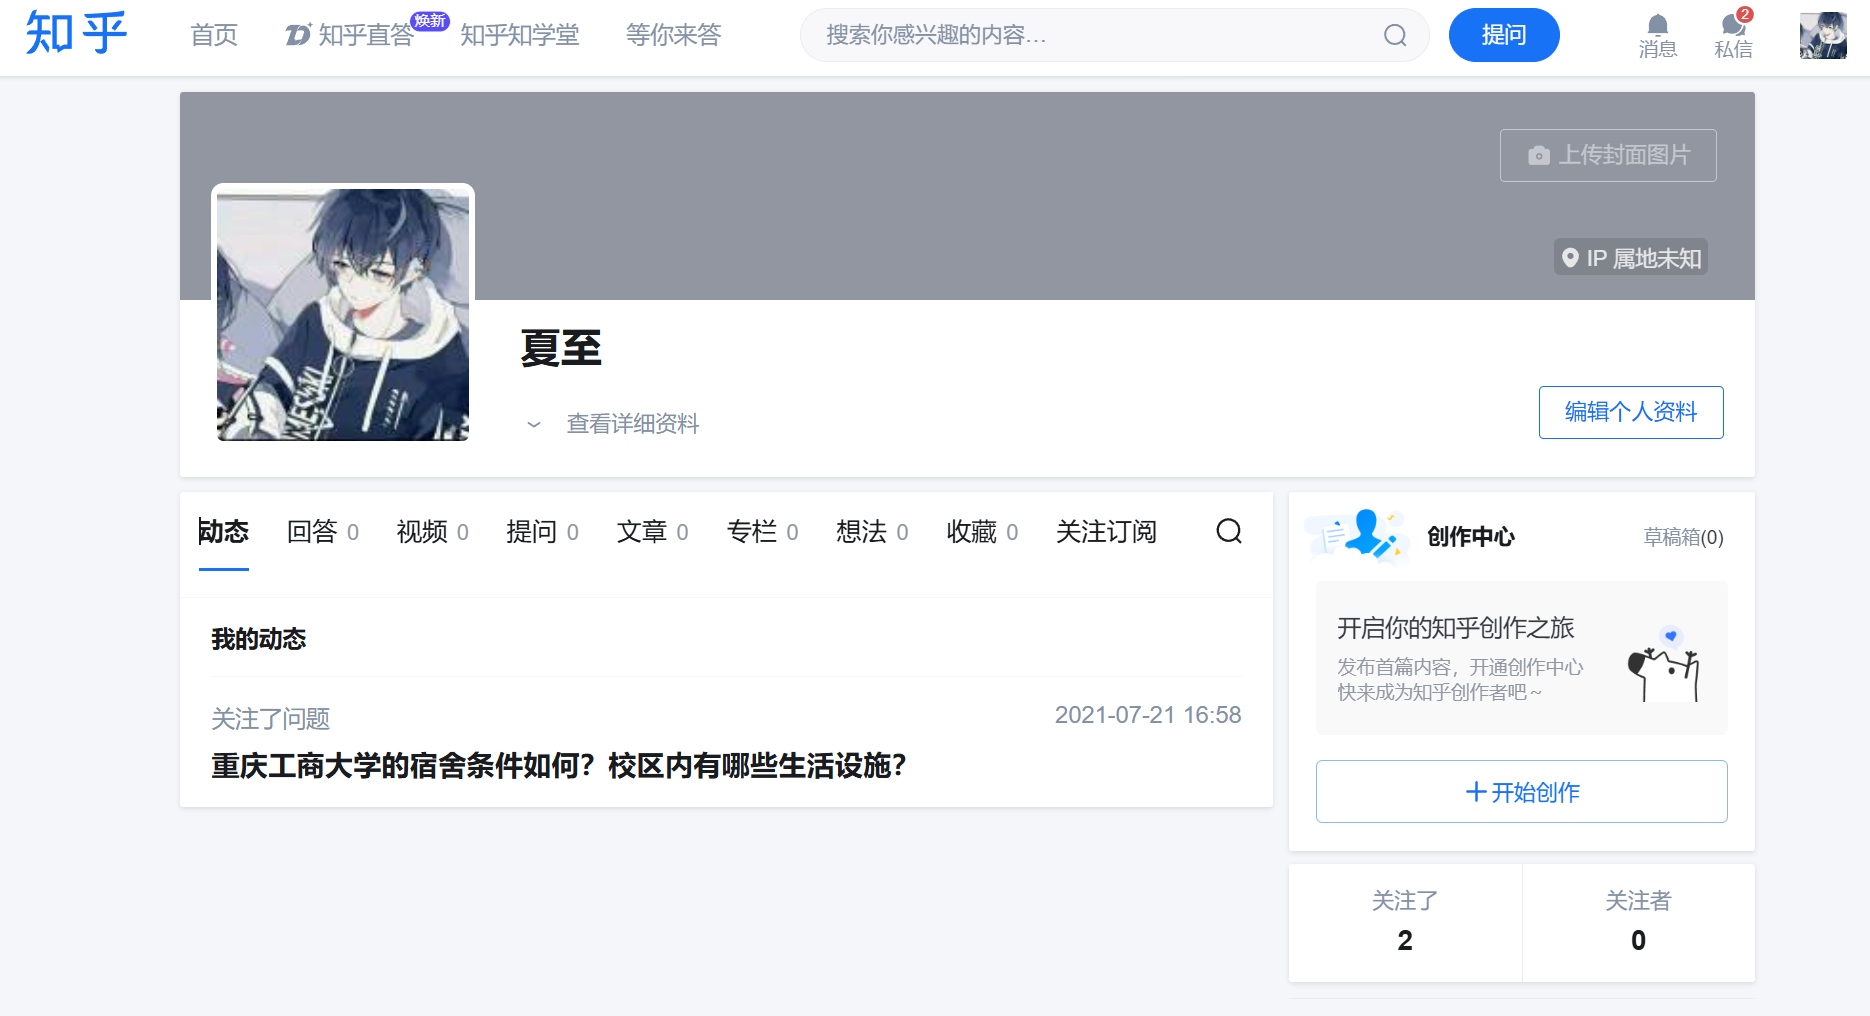 知乎
首页
知乎直答
焕新
知乎知学堂
等你来答
搜索你感兴趣的内容…
提问
消息
私信
2
上传封面图片
IP 属地未知
夏至
查看详细资料
编辑个人资料
动态
回答 0
视频 0
提问 0
文章 0
专栏 0
想法 0
收藏 0
关注订阅
我的动态
关注了问题
2021-07-21 16:58
重庆工商大学的宿舍条件如何？校区内有哪些生活设施？
创作中心
草稿箱(0)
开启你的知乎创作之旅
发布首篇内容，开通创作中心
快来成为知乎创作者吧~
开始创作
关注了
2
关注者
0